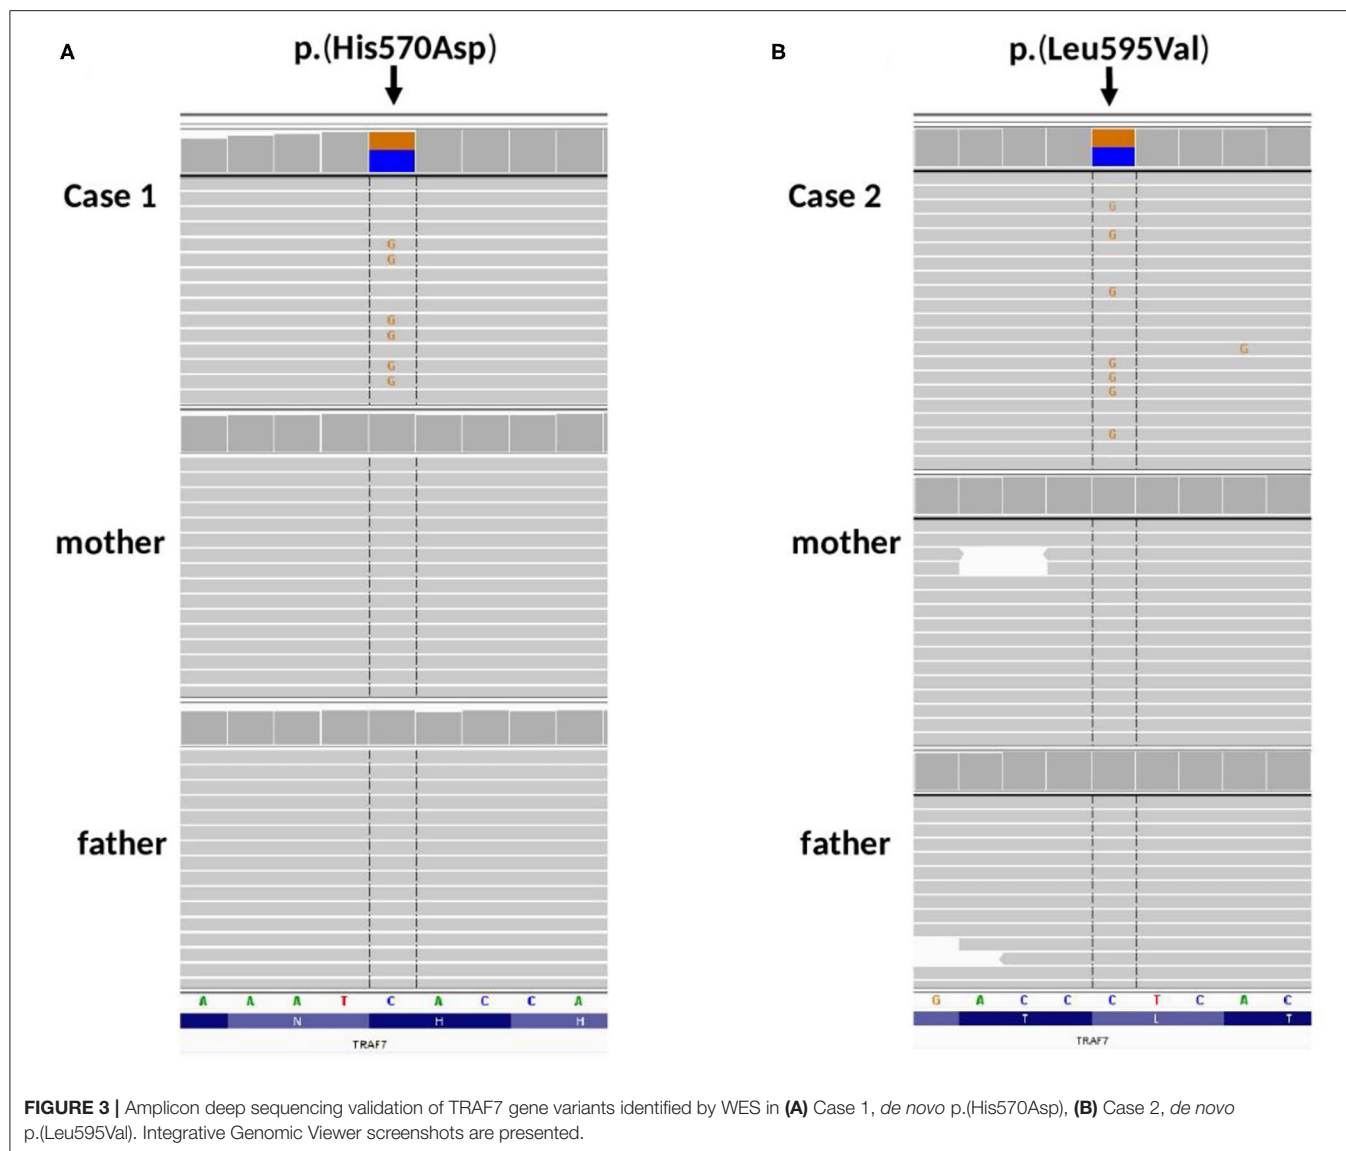 A
p.(His570Asp)
B
p.(Leu595Val)
Case 1
Case 2
G
G
G
G
G
G
G
G
G
G
G
G
G
G
mother
mother
father
father
A A A T C A C C A
N H H
TRAF7
G A C C C T C A C
T L T
TRAF7
FIGURE 3 | Amplicon deep sequencing validation of TRAF7 gene variants identified by WES in (A) Case 1, de novo p.(His570Asp), (B) Case 2, de novo
p.(Leu595Val). Integrative Genomic Viewer screenshots are presented.